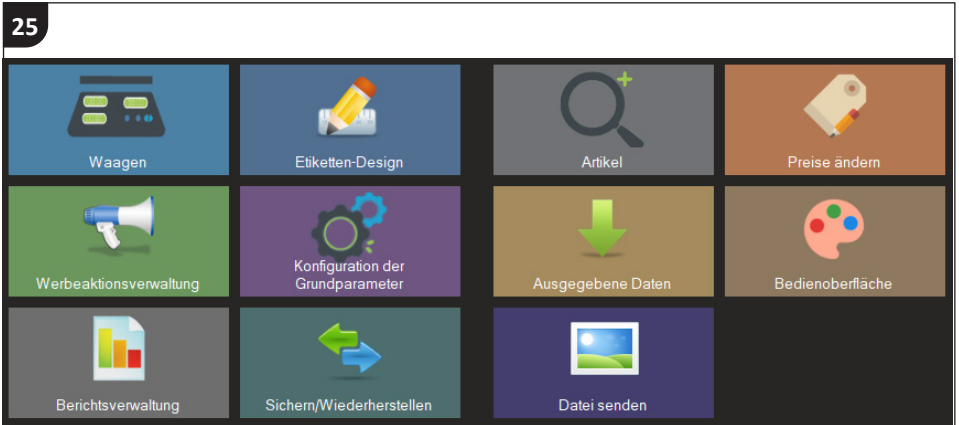 25
Waagen
Etiketten-Design
Artikel
Preise ändern
Werbeaktionsverwaltung
Konfiguration der
Grundparameter
Ausgegebene Daten
Bedienoberfläche
Berichtsverwaltung
Sichern/Wiederherstellen
Datei senden